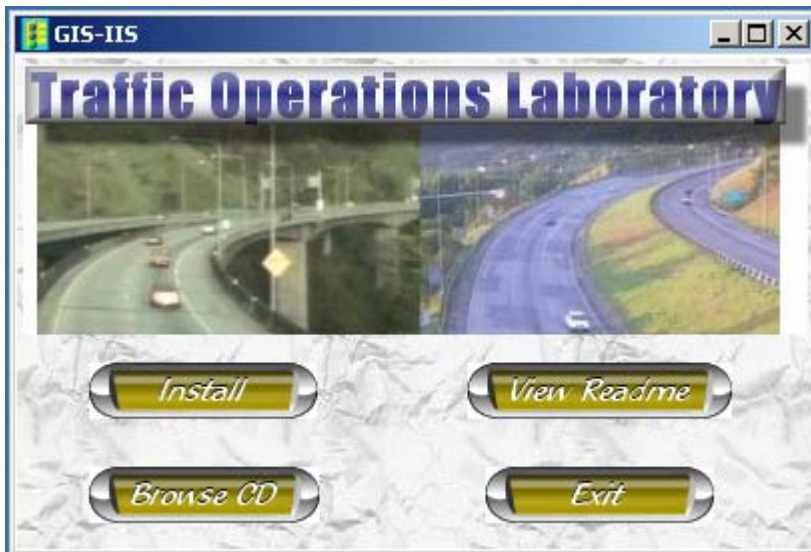 GIS-IIS
Traffic Operations Laboratory
Install
View Readme
Browse CD
Exit